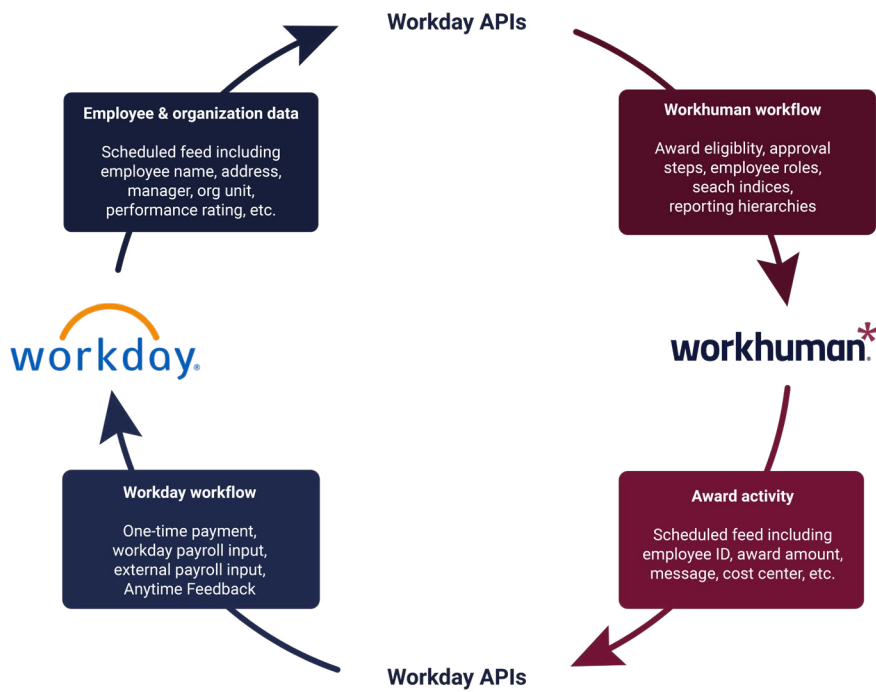 Workday APIs
Employee & organization data
Scheduled feed including
employee name, address,
manager, org unit,
performance rating, etc.
Workhuman workflow
Award eligiblity, approval
steps, employee roles,
seach indices,
reporting hierarchies
workday®
workhuman*.
Workday workflow
One-time payment,
workday payroll input,
external payroll input,
Anytime Feedback
Award activity
Scheduled feed including
employee ID, award amount,
message, cost center, etc.
Workday APIs